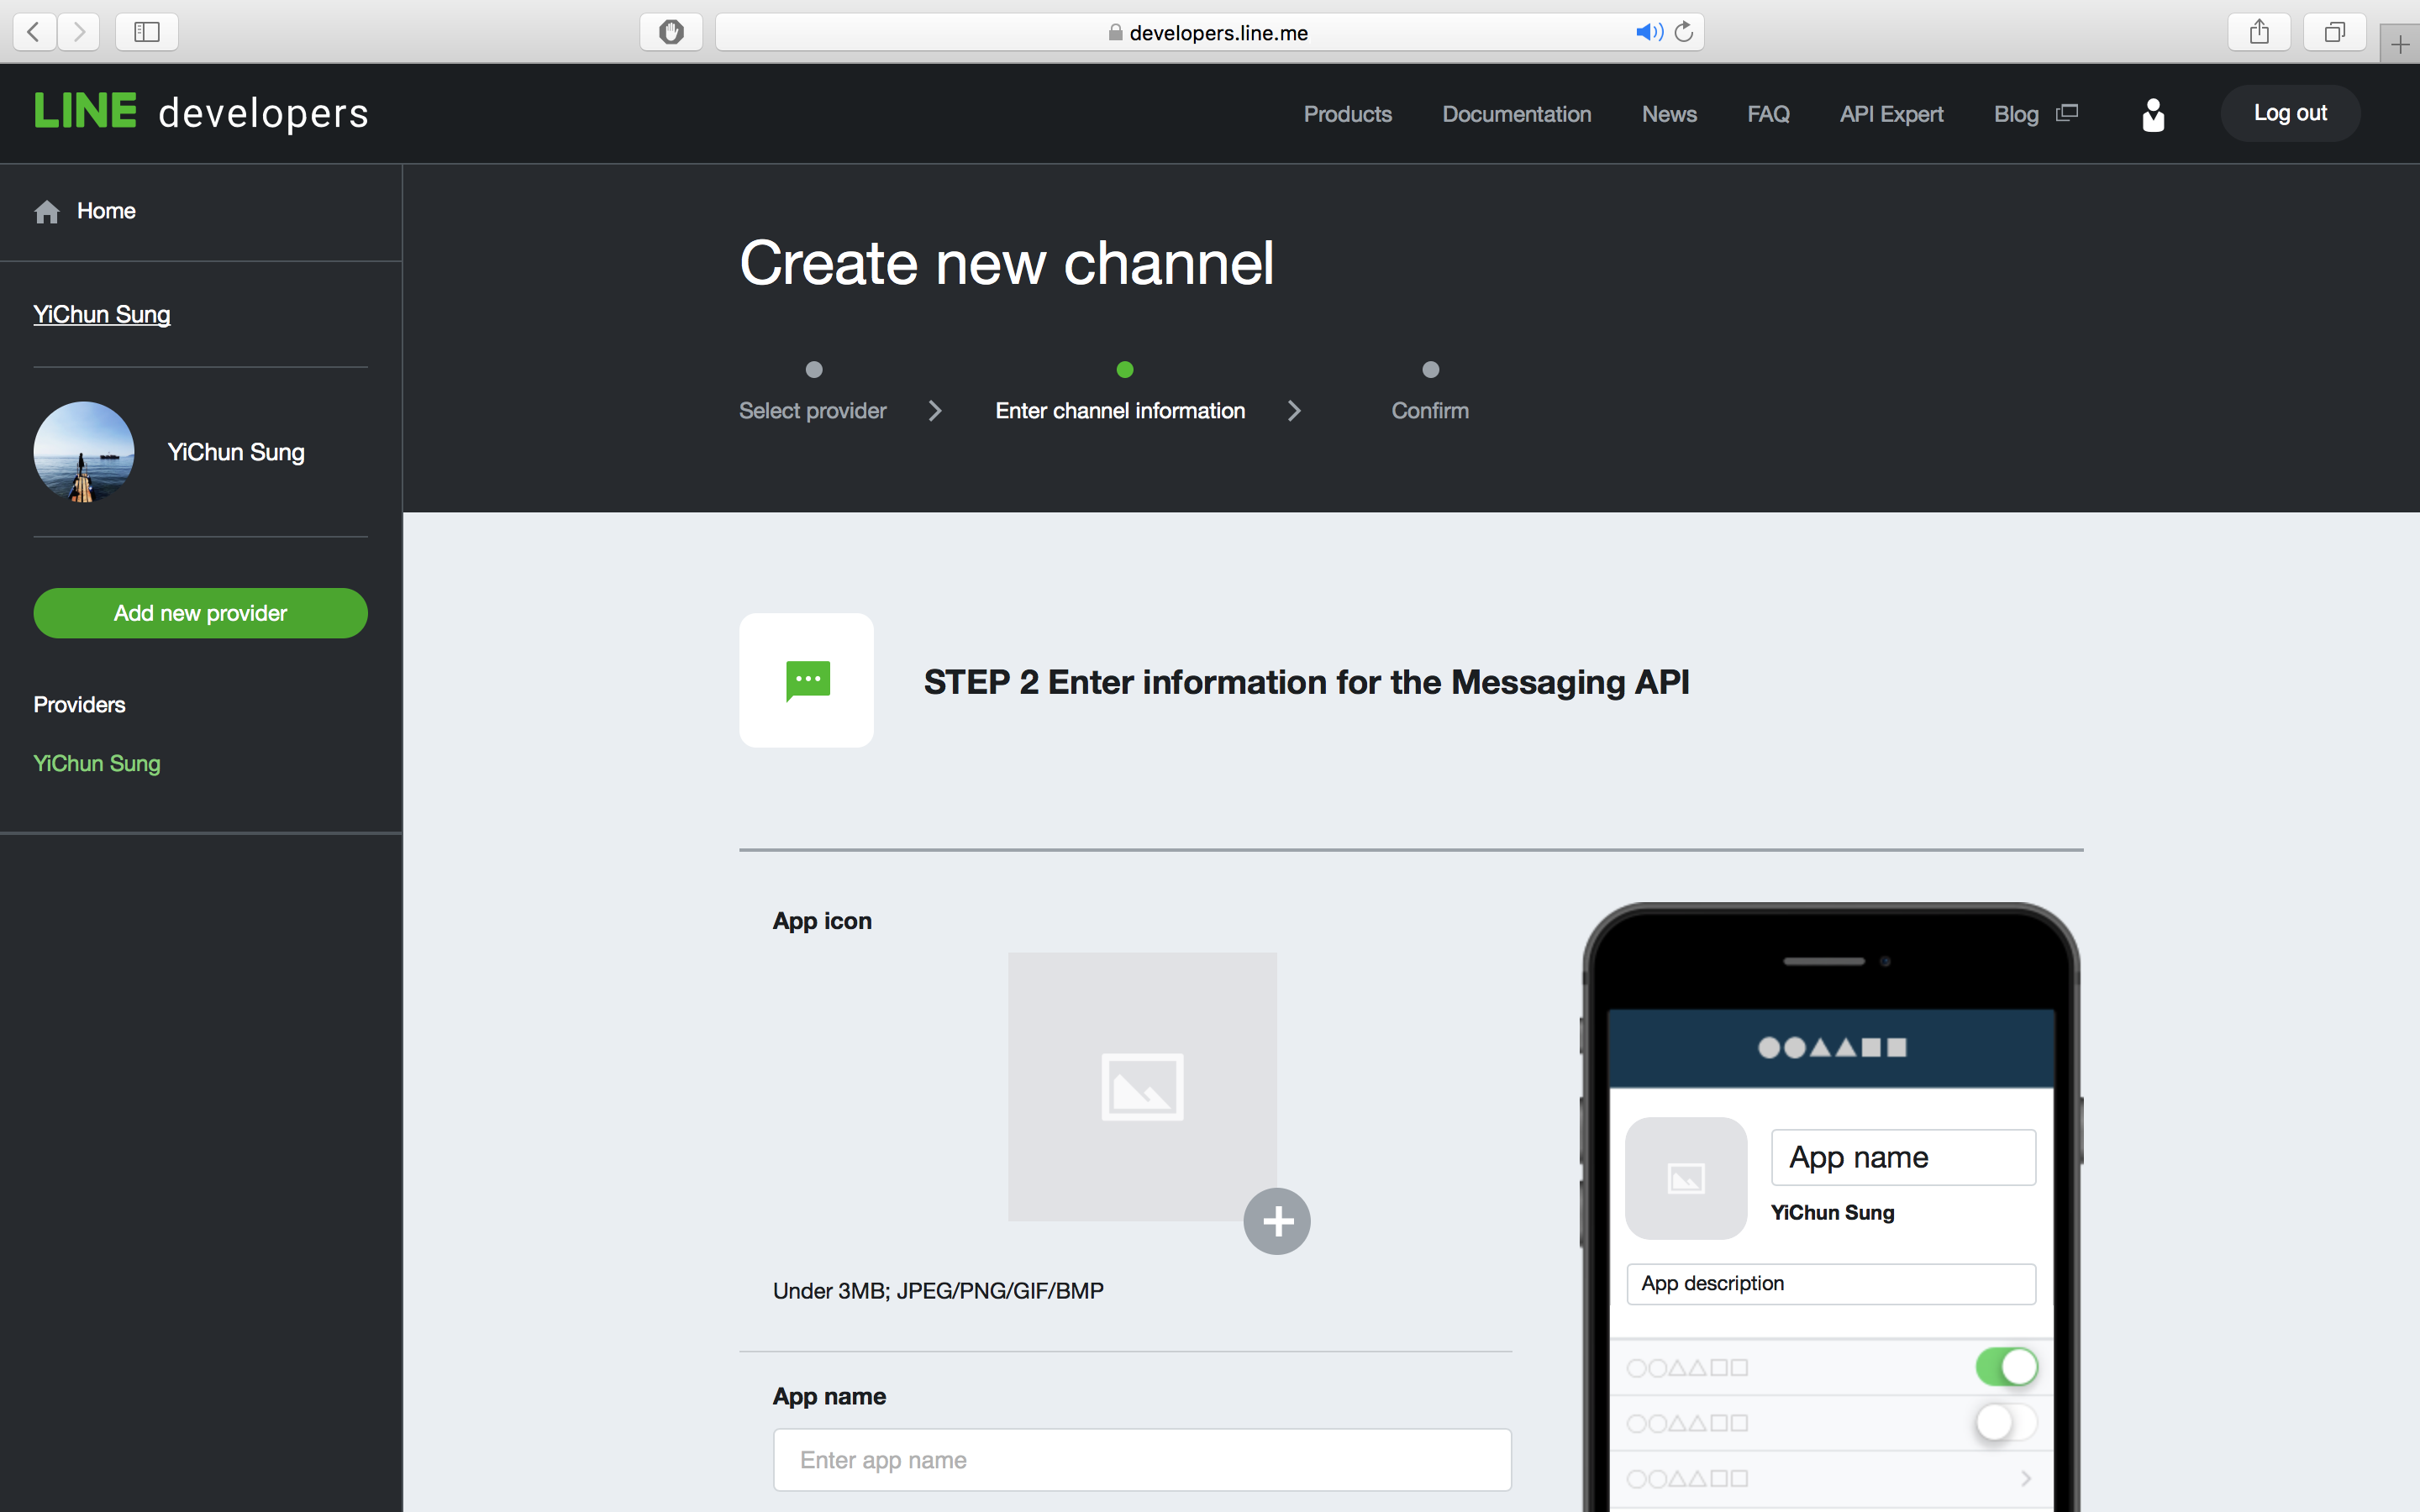 developers.line.me
LINE developers
Products Documentation News FAQ API Expert Blog Log out
Home
YiChun Sung
YiChun Sung
Add new provider
Providers
YiChun Sung
Create new channel
Select provider Enter channel information Confirm
STEP 2 Enter information for the Messaging API
App icon
Under 3MB; JPEG/PNG/GIF/BMP
App name
Enter app name
App name
YiChun Sung
App description